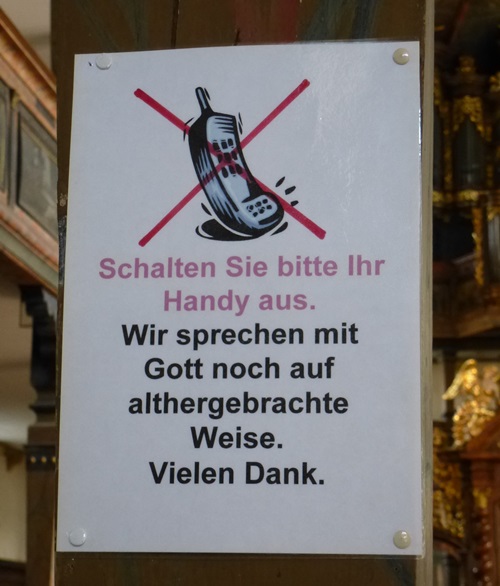 Schalten Sie bitte Ihr
Handy aus.
Wir sprechen mit
Gott noch auf
althergebrachte
Weise.
Vielen Dank.